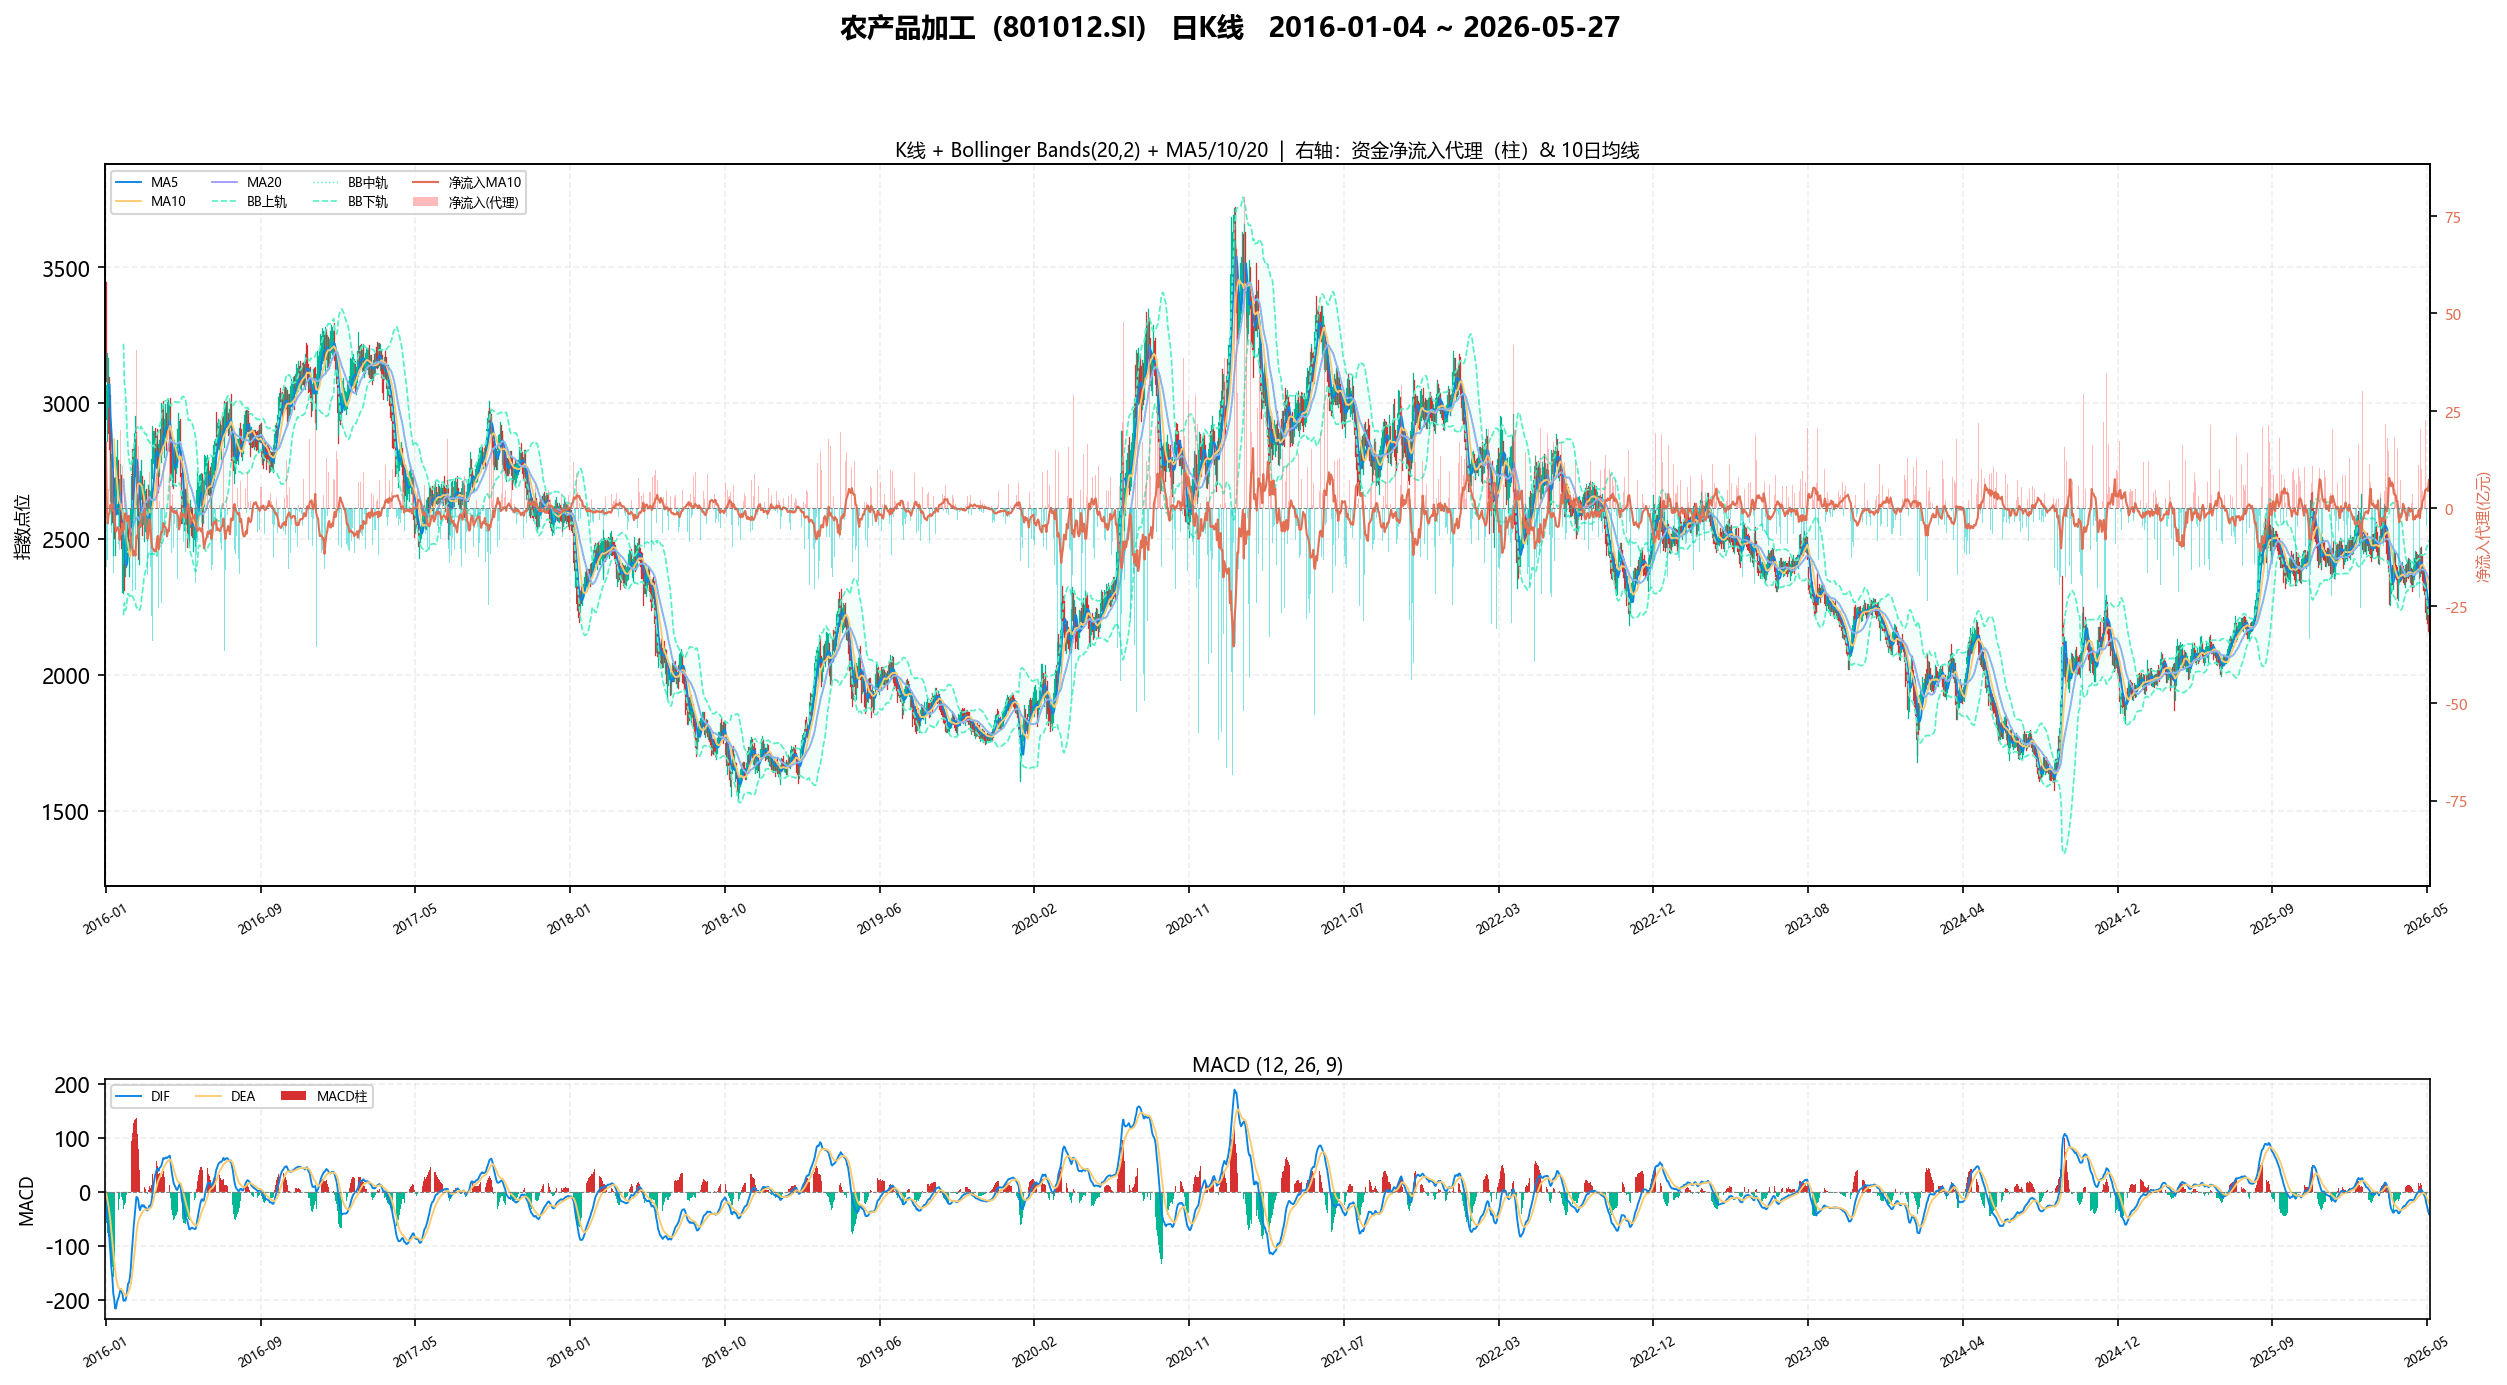 农产品加工  (801012.SI)   日K线   2016-01-04 ~ 2026-05-27
K线 + Bollinger Bands(20,2) + MA5/10/20 | 右轴：资金净流入代理（柱）& 10日均线
MA5 MA20 BB中轨 净流入MA10
MA10 BB上轨 BB下轨 净流入(代理)
指数点位
3500
3000
2500
2000
1500
75
50
25
0
-25
-50
-75
净流入代理(亿元)
2016-01 2016-09 2017-05 2018-01 2018-10 2019-06 2020-02 2020-11 2021-07 2022-03 2022-12 2023-08 2024-04 2024-12 2025-09 2026-05
MACD (12, 26, 9)
DIF DEA MACD柱
MACD
200
100
0
-100
-200
2016-01 2016-09 2017-05 2018-01 2018-10 2019-06 2020-02 2020-11 2021-07 2022-03 2022-12 2023-08 2024-04 2024-12 2025-09 2026-05